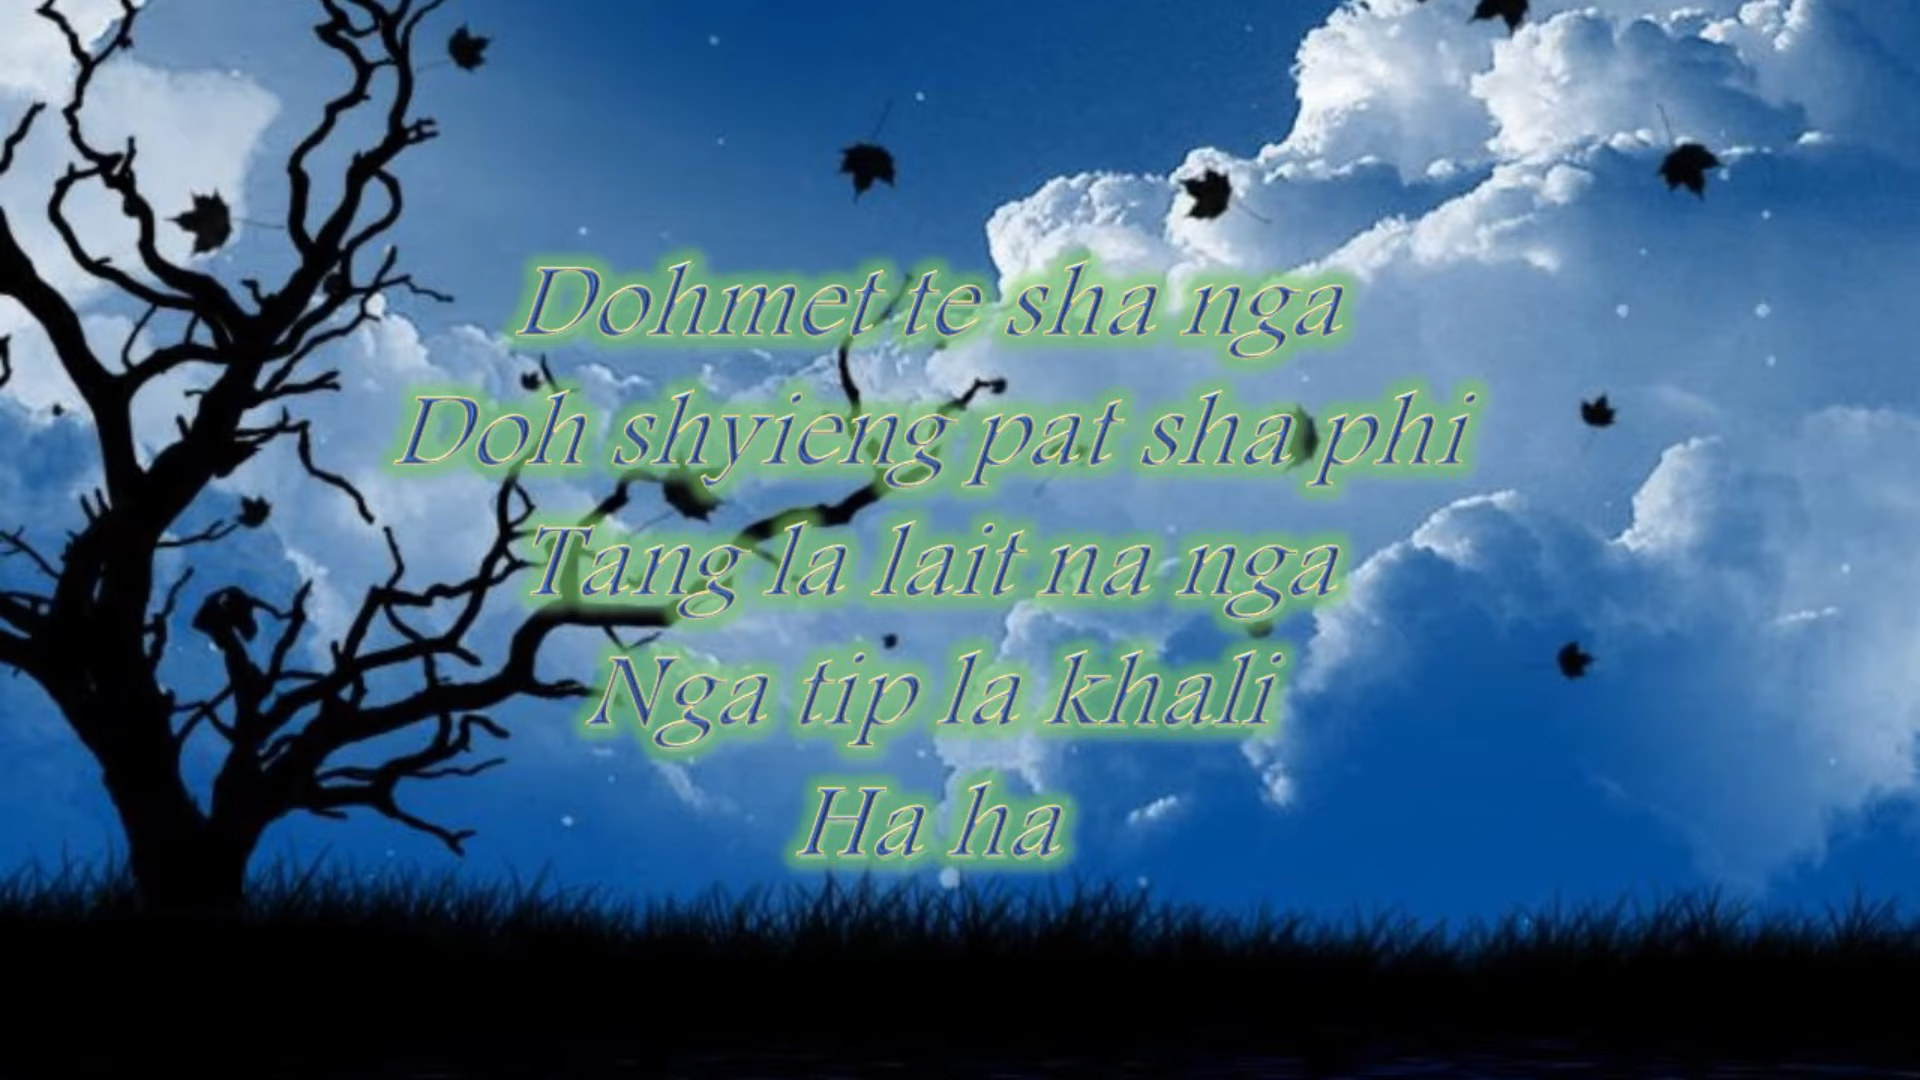 Dohmet te sha nga
Doh shyieng pat sha phi
Tang la lait na nga
Nga tip la khali
Ha ha